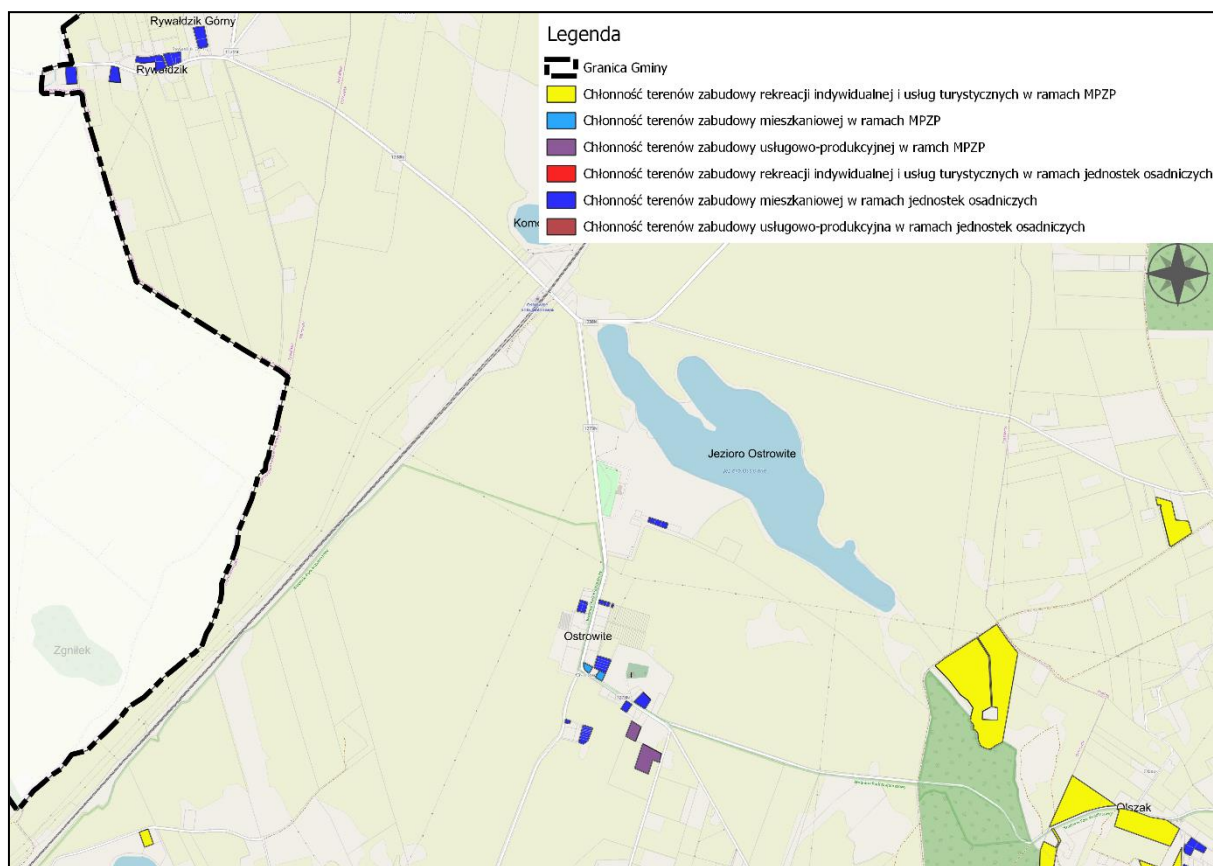 Rywałdzik Górny
Rywałdzik
Legenda
Granica Gminy
Chłonność terenów zabudowy rekreacji indywidualnej i usług turystycznych w ramach MPZP
Chłonność terenów zabudowy mieszkaniowej w ramach MPZP
Chłonność terenów zabudowy usługowo-produkcyjnej w ramch MPZP
Chłonność terenów zabudowy rekreacji indywidualnej i usług turystycznych w ramach jednostek osadniczych
Chłonność terenów zabudowy mieszkaniowej w ramach jednostek osadniczych
Chłonność terenów zabudowy usługowo-produkcyjna w ramach jednostek osadniczych
Jezioro Ostrowite
Jezioro Ostrowite
Zgniłek
Ostrowite
Olszak